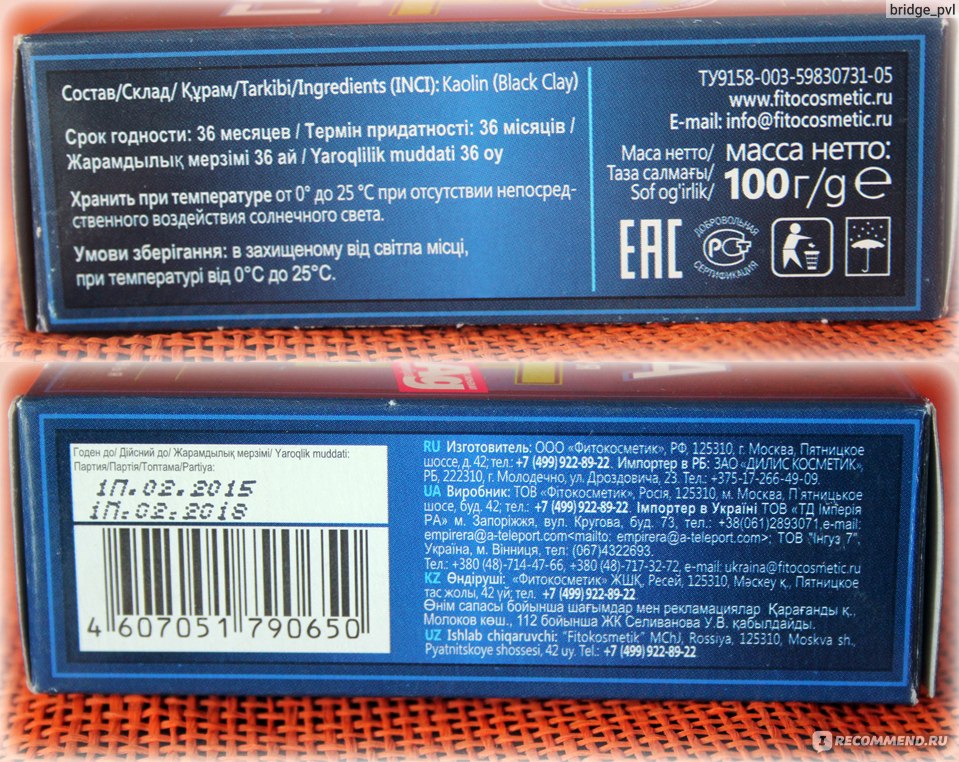 bridge_pvl
Состав/Склад/ Құрам/Tarkibi/Ingredients (INCI): Kaolin (Black Clay)
Срок годности: 36 месяцев / Термін придатності: 36 місяців /
Жарамдылық мерзімі 36 ай / Yaroqlilik muddati 36 oy
Хранить при температуре от 0° до 25 °C при отсутствии непосред-
ственного воздействия солнечного света.
Умови зберігання: в захищеному від світла місці,
при температурі від 0°C до 25°C.
ТУ9158-003-59830731-05
www.fitocosmetic.ru
E-mail: info@fitocosmetic.ru
Маса нетто/
Таза салмағы/
Sof og'irlik/
масса нетто:
100г/g e
EAC
ДОБРОВОЛЬНАЯ
РСТ
СЕРТИФИКАЦИЯ
Годен до/ Дійсний до/ Жарамдылық мерзімі/ Yaroqlik muddati:
Партия/Партія/Топтама/Partiya:
1П.02.2015
1П.02.2018
4 607051 790650
RU Изготовитель: ООО «Фитокосметик», РФ, 125310, г. Москва, Пятницкое
шоссе, д. 42; тел.: +7 (499) 922-89-22. Импортер в РБ: ЗАО «ДИЛИС КОСМЕТИК»,
РБ, 222310, г. Молодечно, ул. Дроздовича, 23. Тел.: +375-17-266-49-09.
UA Виробник: ТОВ «Фитокосметик», Росія, 125310, м. Москва, П ятницьке
шосе, буд. 42; тел.: +7 (499) 922-89-22. Імпортер в Україні ТОВ «ТД Імперія
РА» м. Запоріжжя, вул. Кругова, буд. 73, тел.: +38(061)2893071,e-mail:
empirera@a-teleport.com<mailto: empirera@a-teleport.com>; ТОВ "Інгуз 7",
Україна, м. Вінниця, тел: (067)4322693.
Тел.: +380 (48)-714-47-66, +380 (48)-717-32-72, e-mail: ukraina@fitocosmetic.ru
KZ Өндіруші: «Фитокосметик» ЖШҚ, Ресей, 125310, Мәскеу қ., Пятницкое
тас жолы, 42 үй; тел. +7 (499) 922-89-22
Өнім сапасы бойынша шағымдар мен рекламациялар Қарағанды қ.,
Молоков көш., 112 бойынша ЖК Селиванова У.В. қабылдайды.
UZ Ishlab chiqaruvchi: "Fitokosmetik" MChJ, Rossiya, 125310, Moskva sh.,
Pyatnitskoye shossesi, 42 uy. Tel.: +7 (499) 922-89-22
RECOMMEND.RU